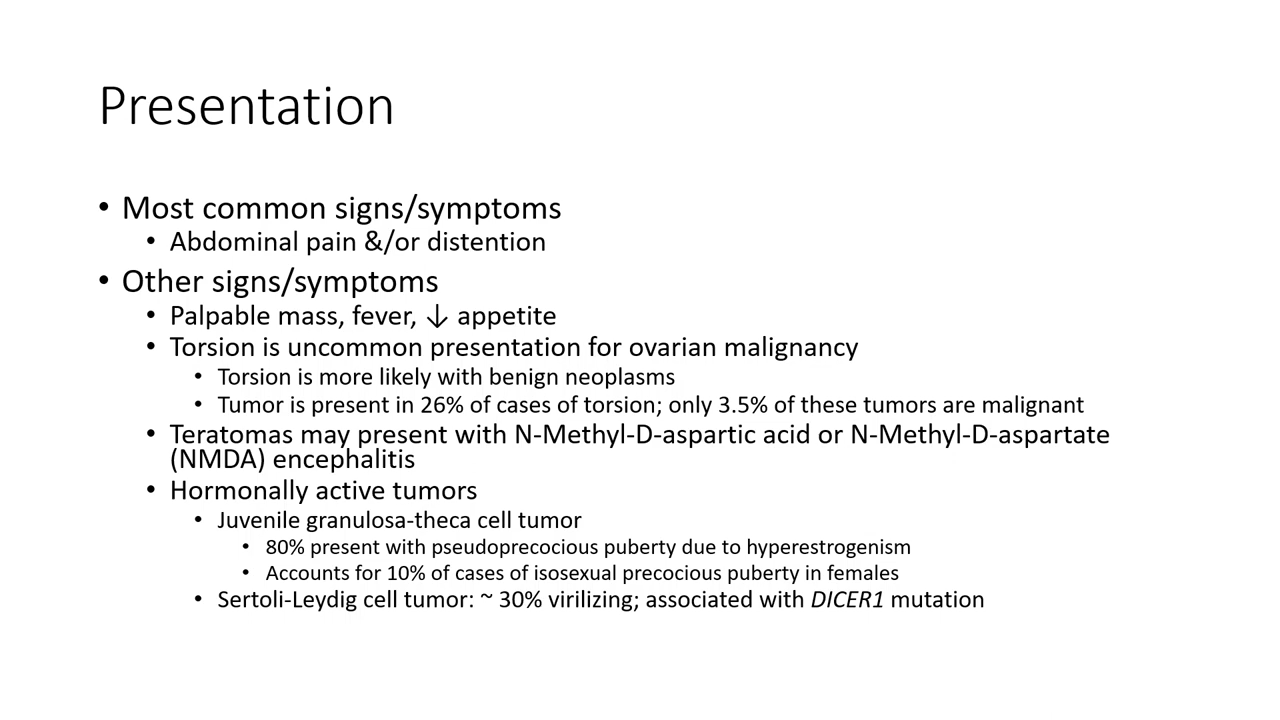 Presentation
• Most common signs/symptoms
• Abdominal pain &/or distention
• Other signs/symptoms
• Palpable mass, fever, ↓ appetite
• Torsion is uncommon presentation for ovarian malignancy
• Torsion is more likely with benign neoplasms
• Tumor is present in 26% of cases of torsion; only 3.5% of these tumors are malignant
• Teratomas may present with N-Methyl-D-aspartic acid or N-Methyl-D-aspartate
(NMDA) encephalitis
• Hormonally active tumors
• Juvenile granulosa-theca cell tumor
• 80% present with pseudoprecocious puberty due to hyperestrogenism
• Accounts for 10% of cases of isosexual precocious puberty in females
• Sertoli-Leydig cell tumor: ~ 30% virilizing; associated with DICER1 mutation